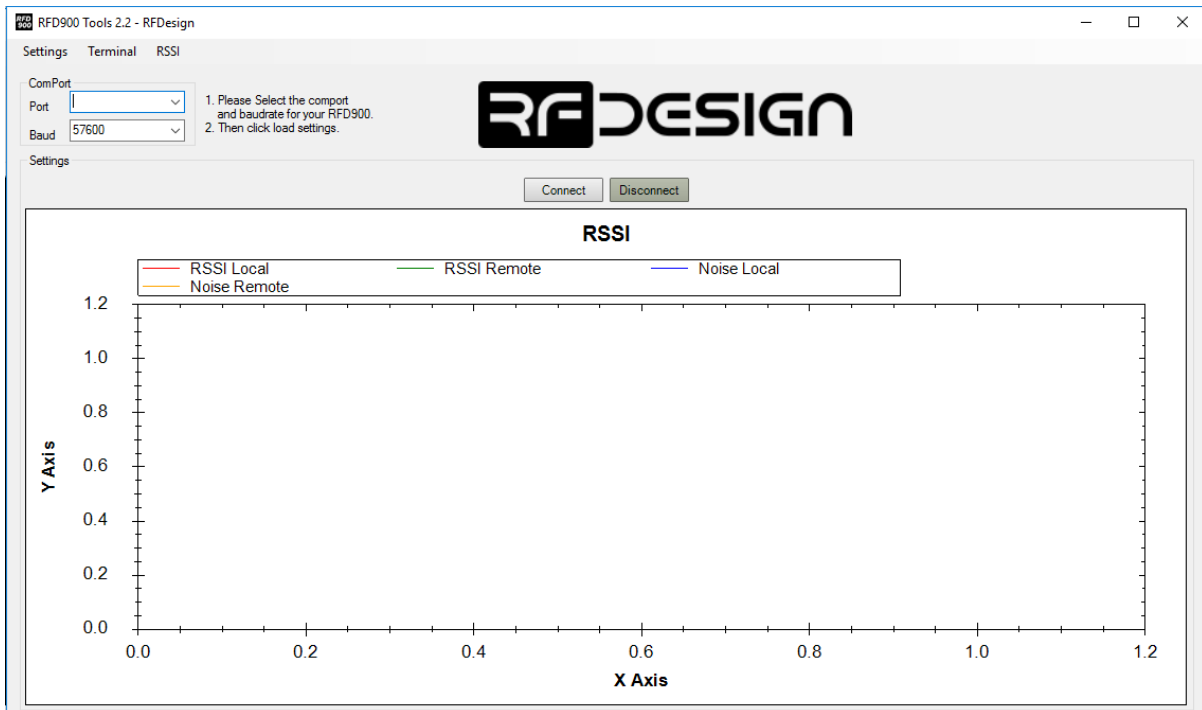 RFD900 Tools 2.2 - RFDesign
Settings Terminal RSSI
ComPort
Port
1. Please Select the comport
and baudrate for your RFD900.
2. Then click load settings.
Baud 57600
RFDESIGN
Settings
Connect Disconnect
RSSI
RSSI Local RSSI Remote Noise Local
Noise Remote
1.2
1.0
0.8
0.6
0.4
0.2
0.0
Y Axis
0.0 0.2 0.4 0.6 0.8 1.0 1.2
X Axis